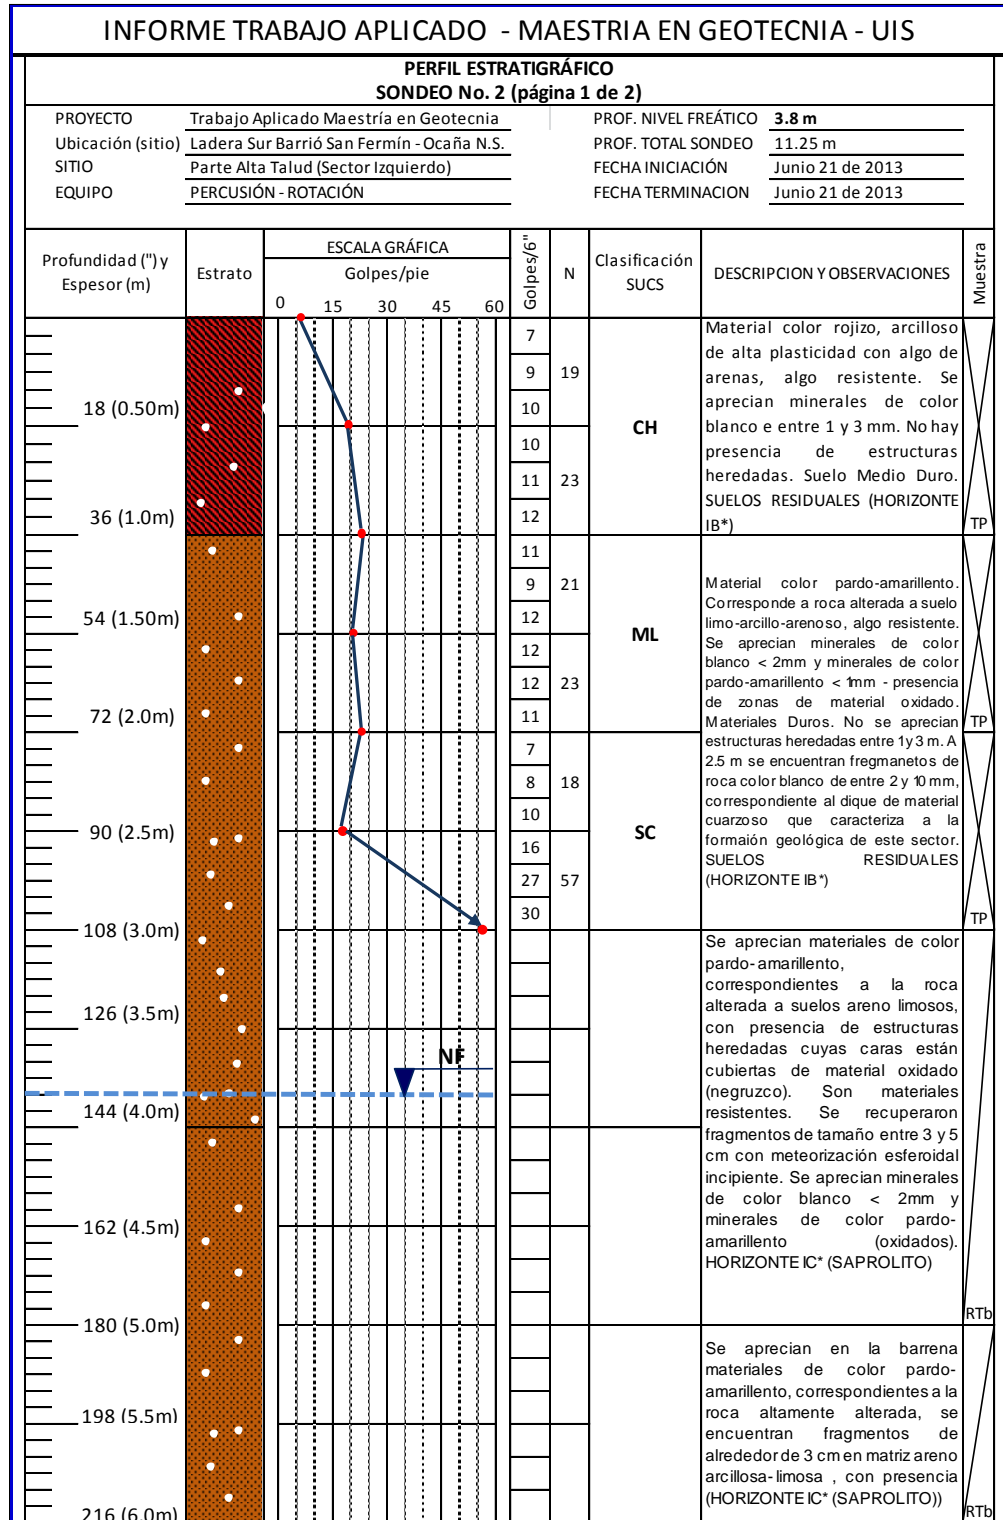 INFORME TRABAJO APLICADO - MAESTRIA EN GEOTECNIA - UIS
PERFIL ESTRATIGRÁFICO
SONDEO No. 2 (página 1 de 2)
PROYECTO Trabajo Aplicado Maestría en Geotecnia PROF. NIVEL FREÁTICO 3.8 m
Ubicación (sitio) Ladera Sur Barrió San Fermín - Ocaña N.S. PROF. TOTAL SONDEO 11.25 m
SITIO Parte Alta Talud (Sector Izquierdo) FECHA INICIACIÓN Junio 21 de 2013
EQUIPO PERCUSIÓN - ROTACIÓN FECHA TERMINACION Junio 21 de 2013
Profundidad (") y
Espesor (m)
Estrato
ESCALA GRÁFICA
Golpes/pie
0 15 30 45 60
Golpes/6"
N
Clasificación
SUCS
DESCRIPCION Y OBSERVACIONES
Muestra
18 (0.50m)
36 (1.0m)
54 (1.50m)
72 (2.0m)
90 (2.5m)
108 (3.0m)
126 (3.5m)
144 (4.0m)
162 (4.5m)
180 (5.0m)
198 (5.5m)
216 (6.0m)
NF
7
9 19
10
10
11 23
12
11
9 21
12
12
12 23
11
7
8 18
10
16
27 57
30
CH
ML
SC
Material color rojizo, arcilloso
de alta plasticidad con algo de
arenas, algo resistente. Se
aprecian minerales de color
blanco e entre 1 y 3 mm. No hay
presencia de estructuras
heredadas. Suelo Medio Duro.
SUELOS RESIDUALES (HORIZONTE
IB*)
TP
Material color pardo-amarillento.
Corresponde a roca alterada a suelo
limo-arcillo-arenoso, algo resistente.
Se aprecian minerales de color
blanco < 2mm y minerales de color
pardo-amarillento < 1mm - presencia
de zonas de material oxidado.
Materiales Duros. No se aprecian
TP
estructuras heredadas entre 1y 3 m. A
2.5 m se encuentran fregmanetos de
roca color blanco de entre 2 y 10 mm,
correspondiente al dique de material
cuarzoso que caracteriza a la
formaión geológica de este sector.
SUELOS RESIDUALES
(HORIZONTE IB*)
TP
Se aprecian materiales de color
pardo-amarillento,
correspondientes a la roca
alterada a suelos areno limosos,
con presencia de estructuras
heredadas cuyas caras están
cubiertas de material oxidado
(negruzco). Son materiales
resistentes. Se recuperaron
fragmentos de tamaño entre 3 y 5
cm con meteorización esferoidal
incipiente. Se aprecian minerales
de color blanco < 2mm y
minerales de color pardo-
amarillento (oxidados).
HORIZONTE IC* (SAPROLITO)
RTb
Se aprecian en la barrena
materiales de color pardo-
amarillento, correspondientes a la
roca altamente alterada, se
encuentran fragmentos de
alrededor de 3 cm en matriz areno
arcillosa-limosa , con presencia
(HORIZONTE IC* (SAPROLITO))
RTb